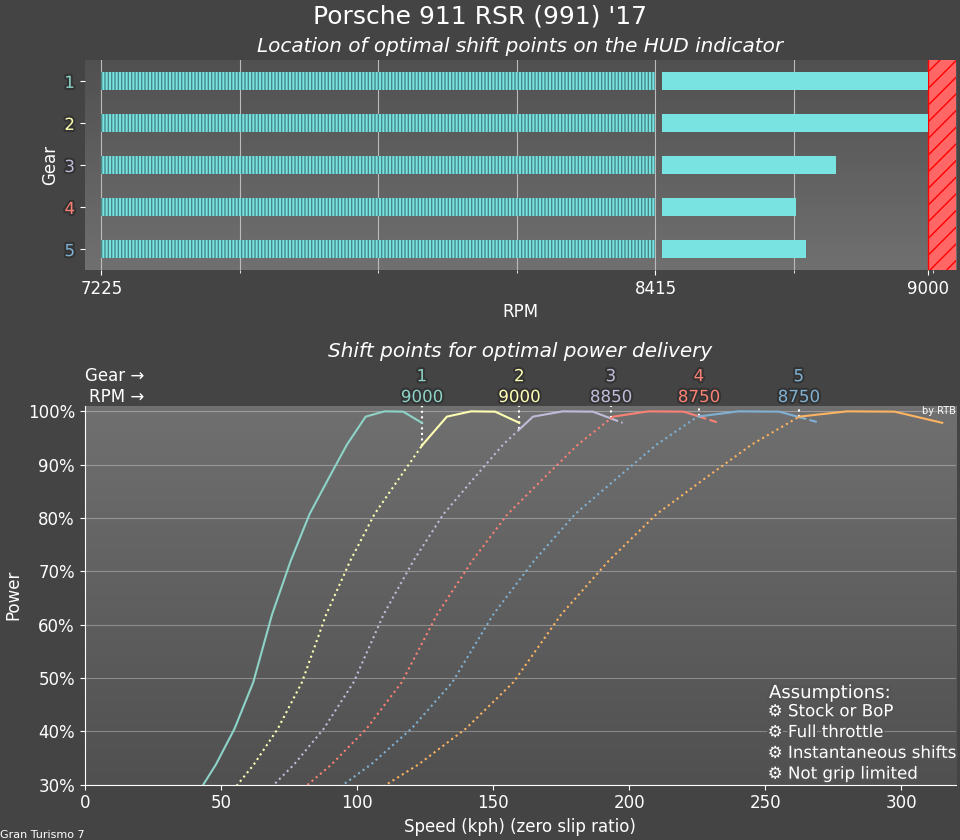 Porsche 911 RSR (991) '17
Location of optimal shift points on the HUD indicator
Gear
1
2
3
4
5
7225 8415 9000
RPM
Shift points for optimal power delivery
Gear → 1 2 3 4 5
RPM → 9000 9000 8850 8750 8750
by RTB
Power
100%
90%
80%
70%
60%
50%
40%
30%
Assumptions:
⚙ Stock or BoP
⚙ Full throttle
⚙ Instantaneous shifts
⚙ Not grip limited
0 50 100 150 200 250 300
Speed (kph) (zero slip ratio)
Gran Turismo 7